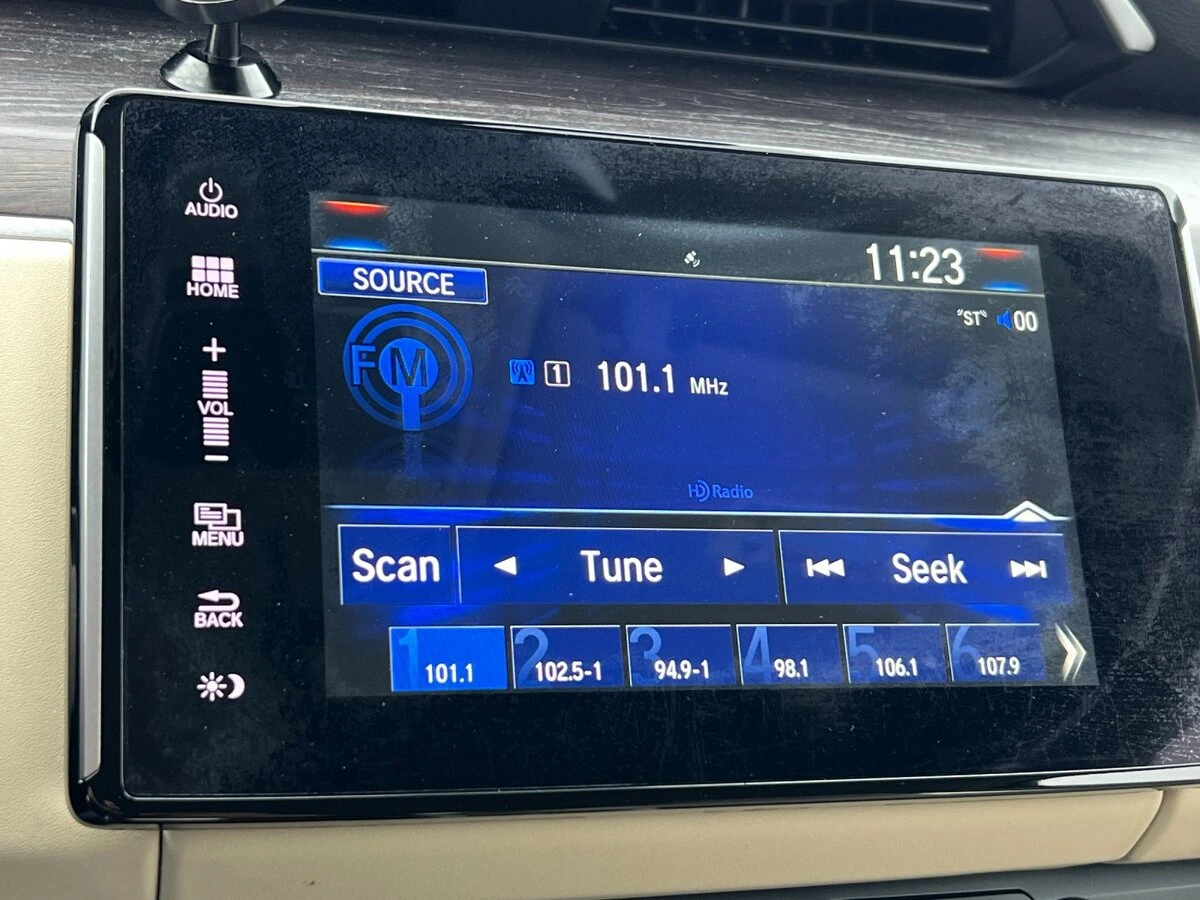 AUDIO
HOME
+
VOL
−
MENU
BACK
11:23
SOURCE
"ST" 00
FM
1 101.1 MHz
HD Radio
Scan
Tune
Seek
1 101.1
2 102.5-1
3 94.9-1
4 98.1
5 106.1
6 107.9